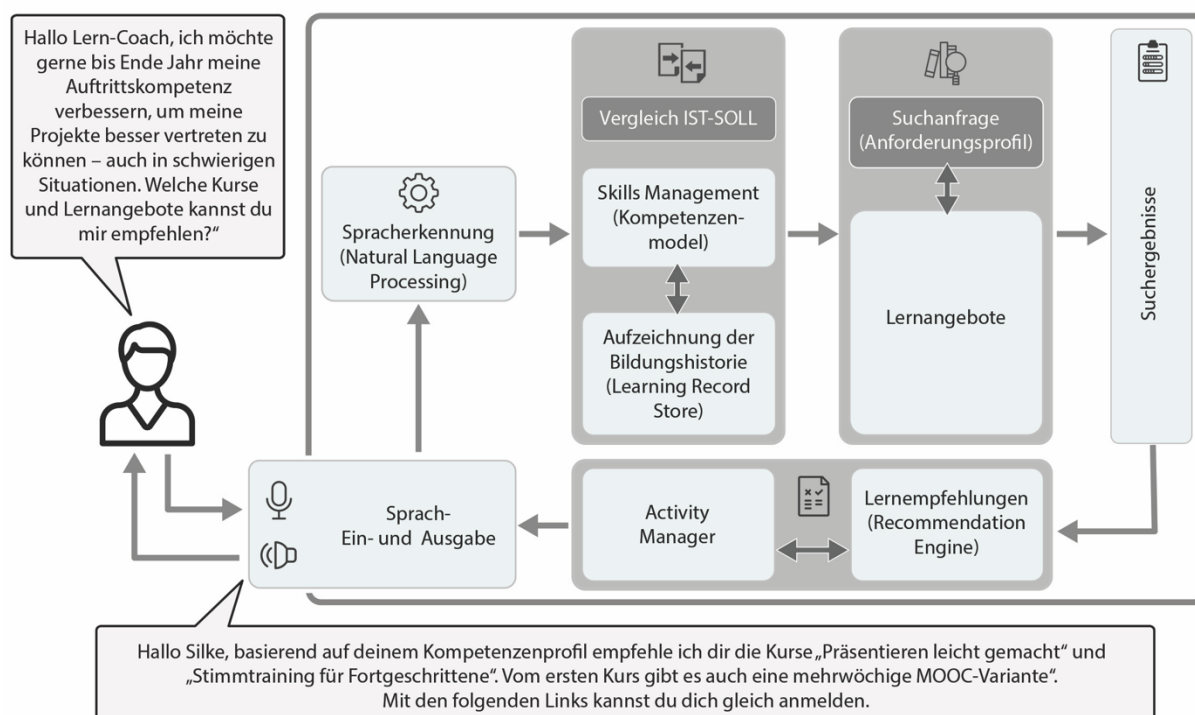 Hallo Lern-Coach, ich möchte
gerne bis Ende Jahr meine
Auftrittskompetenz
verbessern, um meine
Projekte besser vertreten zu
können – auch in schwierigen
Situationen. Welche Kurse
und Lernangebote kannst du
mir empfehlen?“
Spracherkennung
(Natural Language
Processing)
Vergleich IST-SOLL
Skills Management
(Kompetenzen-
model)
Aufzeichnung der
Bildungshistorie
(Learning Record
Store)
Suchanfrage
(Anforderungsprofil)
Lernangebote
Suchergebnisse
Lernempfehlungen
(Recommendation
Engine)
Activity
Manager
Sprach-
Ein- und Ausgabe
Hallo Silke, basierend auf deinem Kompetenzenprofil empfehle ich dir die Kurse „Präsentieren leicht gemacht“ und
„Stimmtraining für Fortgeschrittene“. Vom ersten Kurs gibt es auch eine mehrwöchige MOOC-Variante“.
Mit den folgenden Links kannst du dich gleich anmelden.